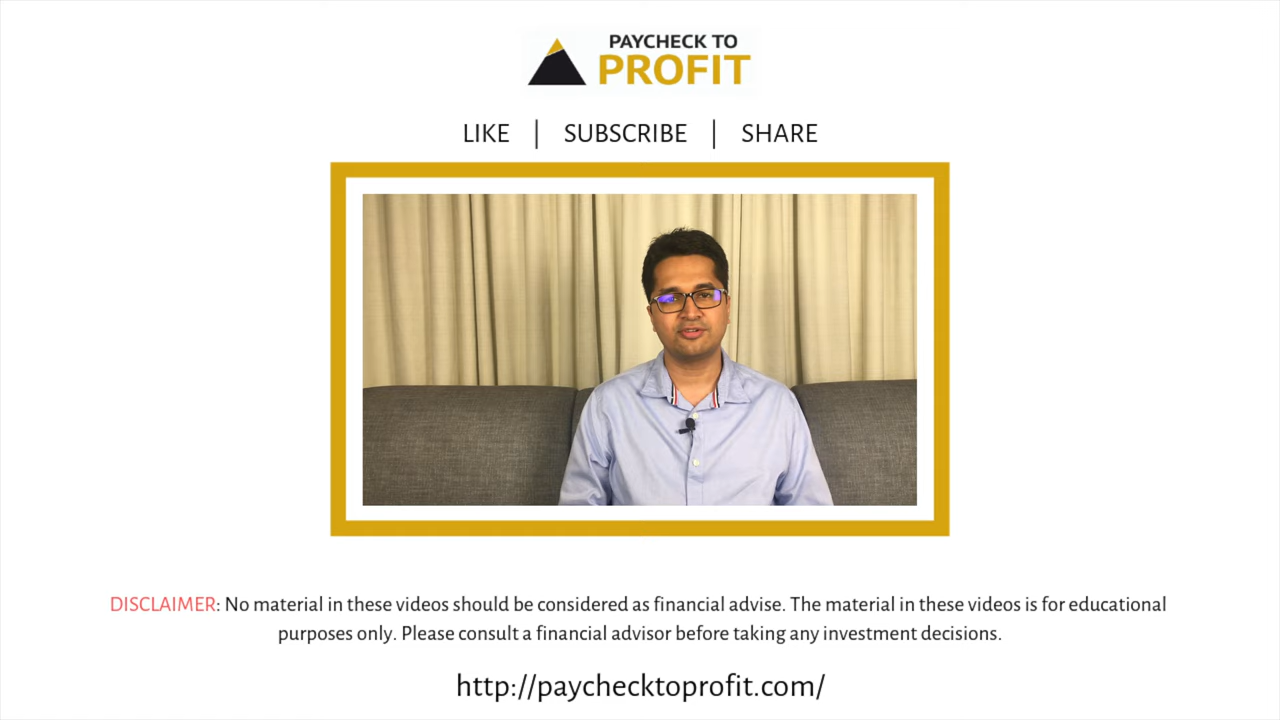 PAYCHECK TO
PROFIT
LIKE | SUBSCRIBE | SHARE
DISCLAIMER: No material in these videos should be considered as financial advise. The material in these videos is for educational
purposes only. Please consult a financial advisor before taking any investment decisions.
http://paychecktoprofit.com/